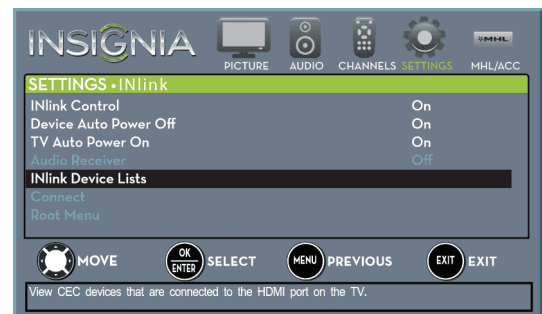 INSIGNIA
PICTURE AUDIO CHANNELS SETTINGS MHL MHL/ACC
SETTINGS • INlink
INlink Control On
Device Auto Power Off On
TV Auto Power On On
Audio Receiver Off
INlink Device Lists
Connect
Root Menu
MOVE OK ENTER SELECT MENU PREVIOUS EXIT EXIT
View CEC devices that are connected to the HDMI port on the TV.